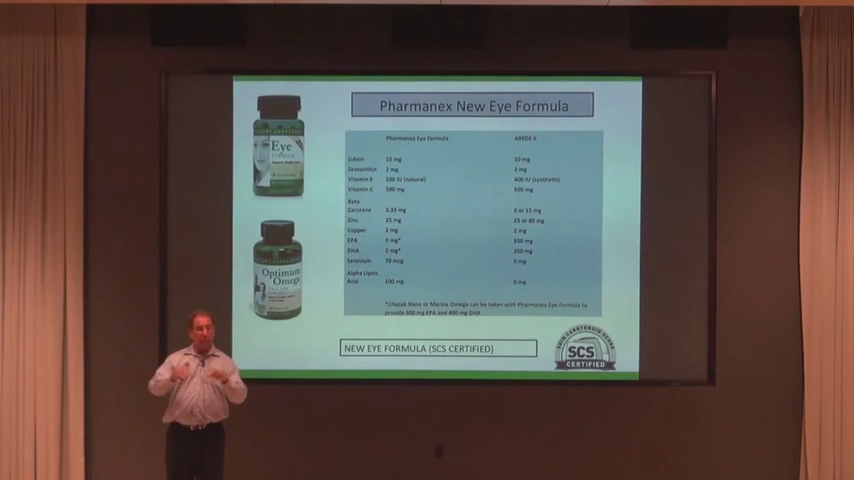 Pharmanex New Eye Formula
Pharmanex Eye Formula AREDS II
Lutein 10 mg 10 mg
Zeaxanthin 2 mg 2 mg
Vitamin E 200 IU (natural) 400 IU (synthetic)
Vitamin C 500 mg 500 mg
Beta
Carotene 3.33 mg 0 or 15 mg
Zinc 25 mg 25 or 80 mg
Copper 2 mg 2 mg
EPA 0 mg* 650 mg
DHA 0 mg* 350 mg
Selenium 70 mcg 0 mg
Alpha Lipoic
Acid 100 mg 0 mg
*Lifepak Nano or Marine Omega can be taken with Pharmanex Eye Formula to
provide 600 mg EPA and 400 mg DHA
Eye
Formula
Optimum
Omega
NEW EYE FORMULA (SCS CERTIFIED)
SKIN CAROTENOID SCORE
SCS
CERTIFIED